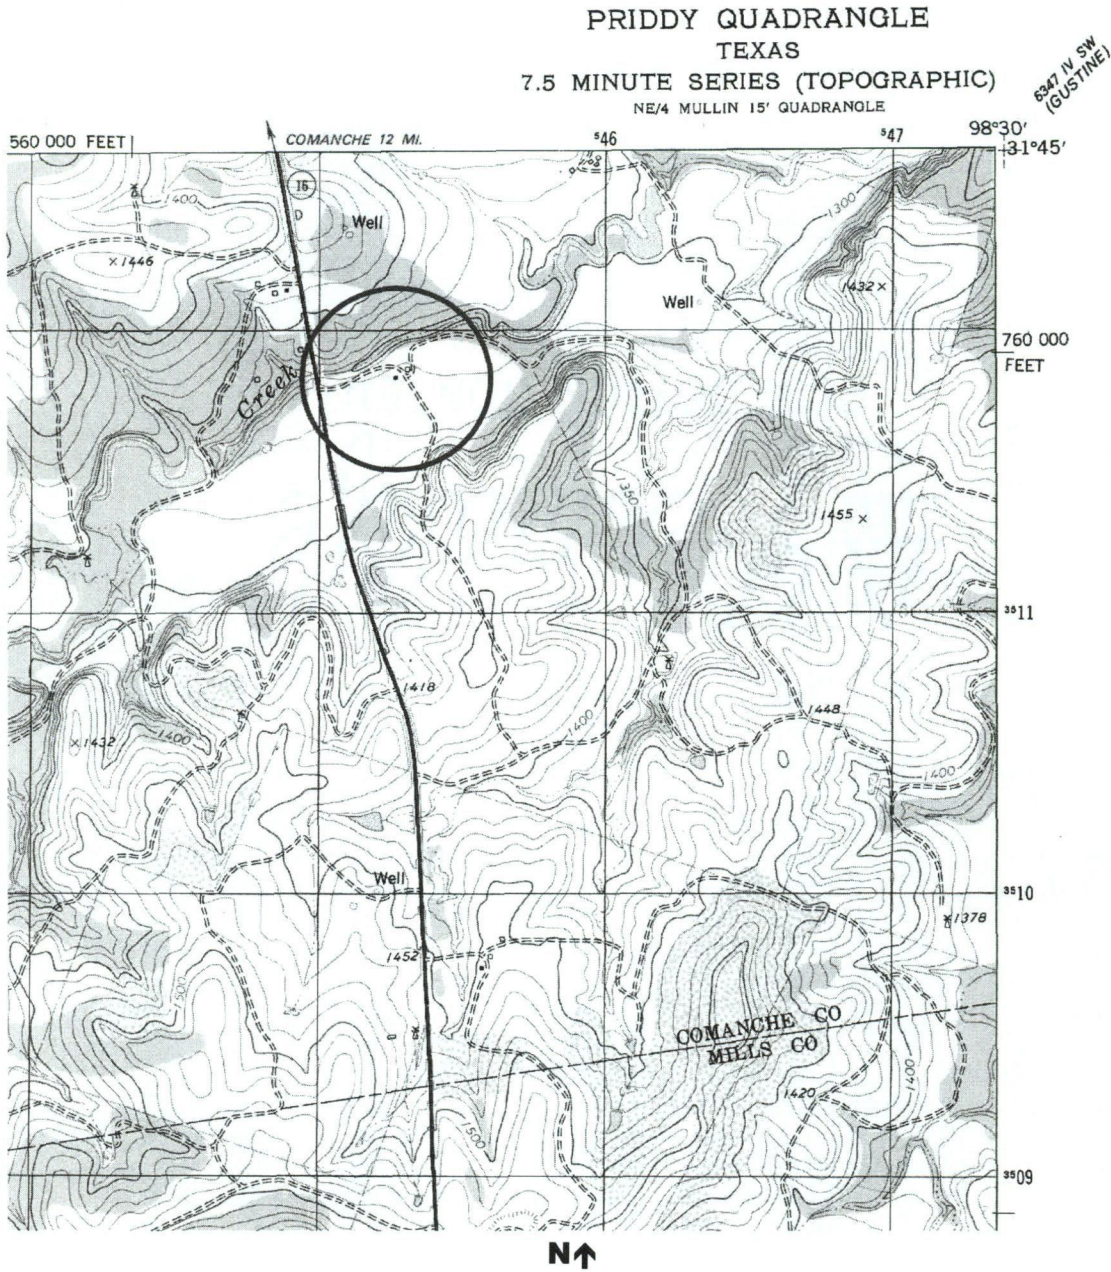 PRIDDY QUADRANGLE
TEXAS
7.5 MINUTE SERIES (TOPOGRAPHIC)
NE/4 MULLIN 15' QUADRANGLE
6347 IV SW
(GUSTINE)
560 000 FEET
COMANCHE 12 MI.
546
547
98°30'
31°45'
16
1400
1300
Well
1446
1432
Well
760 000
FEET
Creek
1350
1455
3511
1418
1448
1400
1432
1400
1400
Well
3510
1378
1452
500
COMANCHE CO
MILLS CO
1400
1420
1500
3509
N